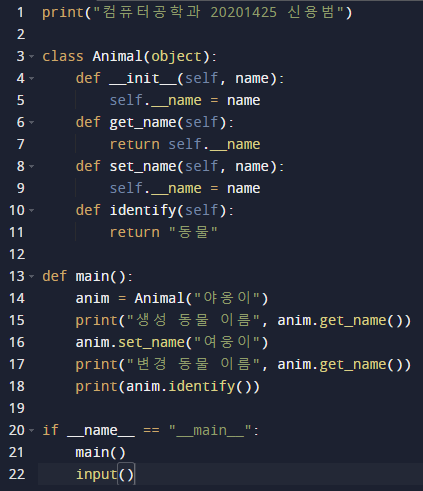 1 print("컴퓨터공학과 20201425 신용범")
2
3 class Animal(object):
4     def __init__(self, name):
5         self.__name = name
6     def get_name(self):
7         return self.__name
8     def set_name(self, name):
9         self.__name = name
10     def identify(self):
11         return "동물"
12
13 def main():
14     anim = Animal("야옹이")
15     print("생성 동물 이름", anim.get_name())
16     anim.set_name("여웅이")
17     print("변경 동물 이름", anim.get_name())
18     print(anim.identify())
19
20 if __name__ == "__main__":
21     main()
22     input()